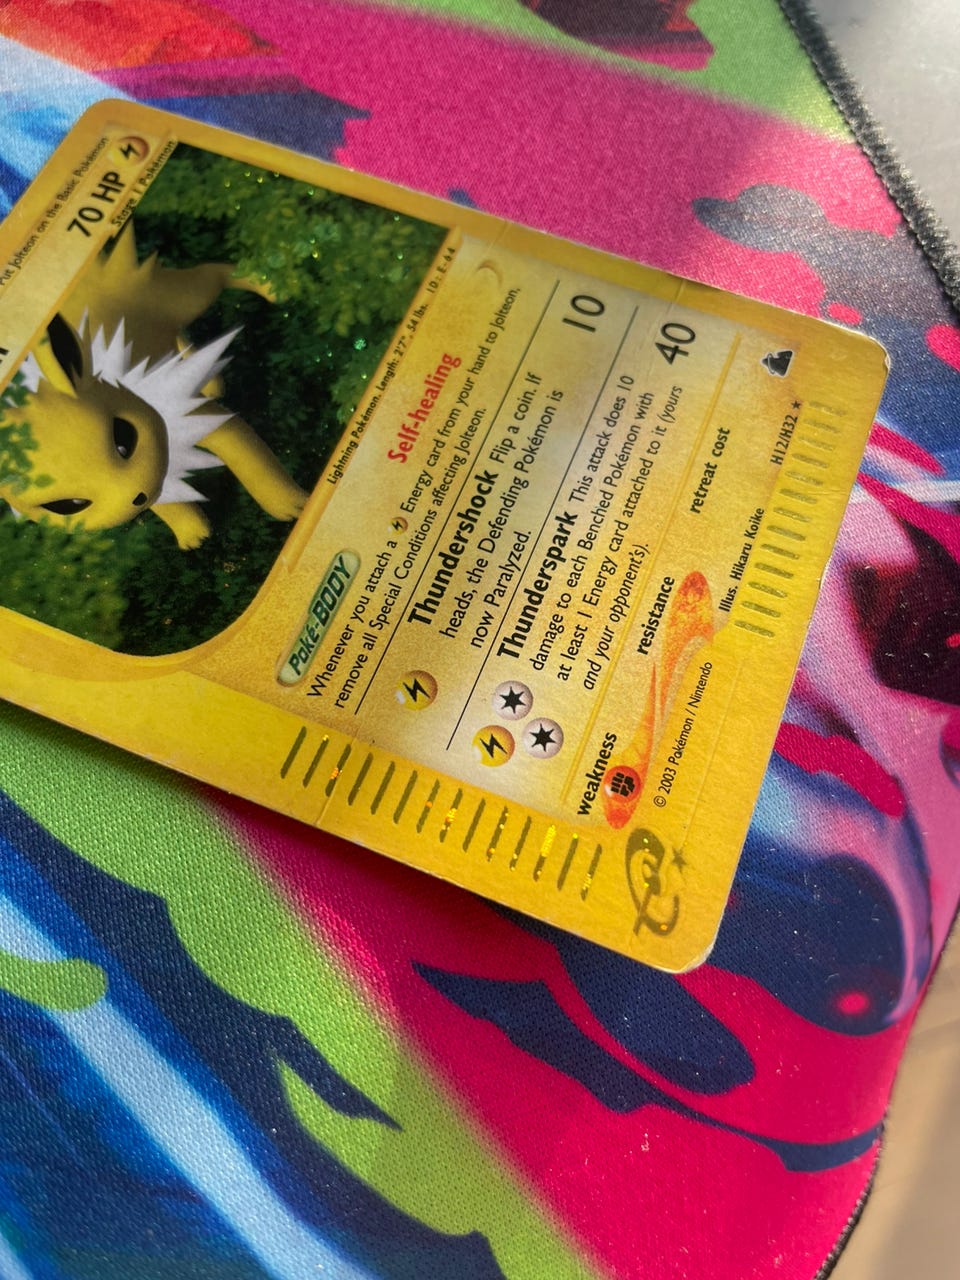 Put Jolteon on the Basic Pokémon
70 HP
Stage 1 Pokémon
Lightning Pokémon. Length: 2'7", 54 lbs. ID: E-64
Poké-BODY
Self-healing
Whenever you attach a Energy card from your hand to Jolteon,
remove all Special Conditions affecting Jolteon.
Thundershock Flip a coin. If
heads, the Defending Pokémon is
now Paralyzed.
10
Thunderspark This attack does 10
damage to each Benched Pokémon with
at least 1 Energy card attached to it (yours
and your opponent's).
40
weakness
resistance
retreat cost
© 2003 Pokémon / Nintendo
Illus. Hikaru Koike
H12/H32 ★